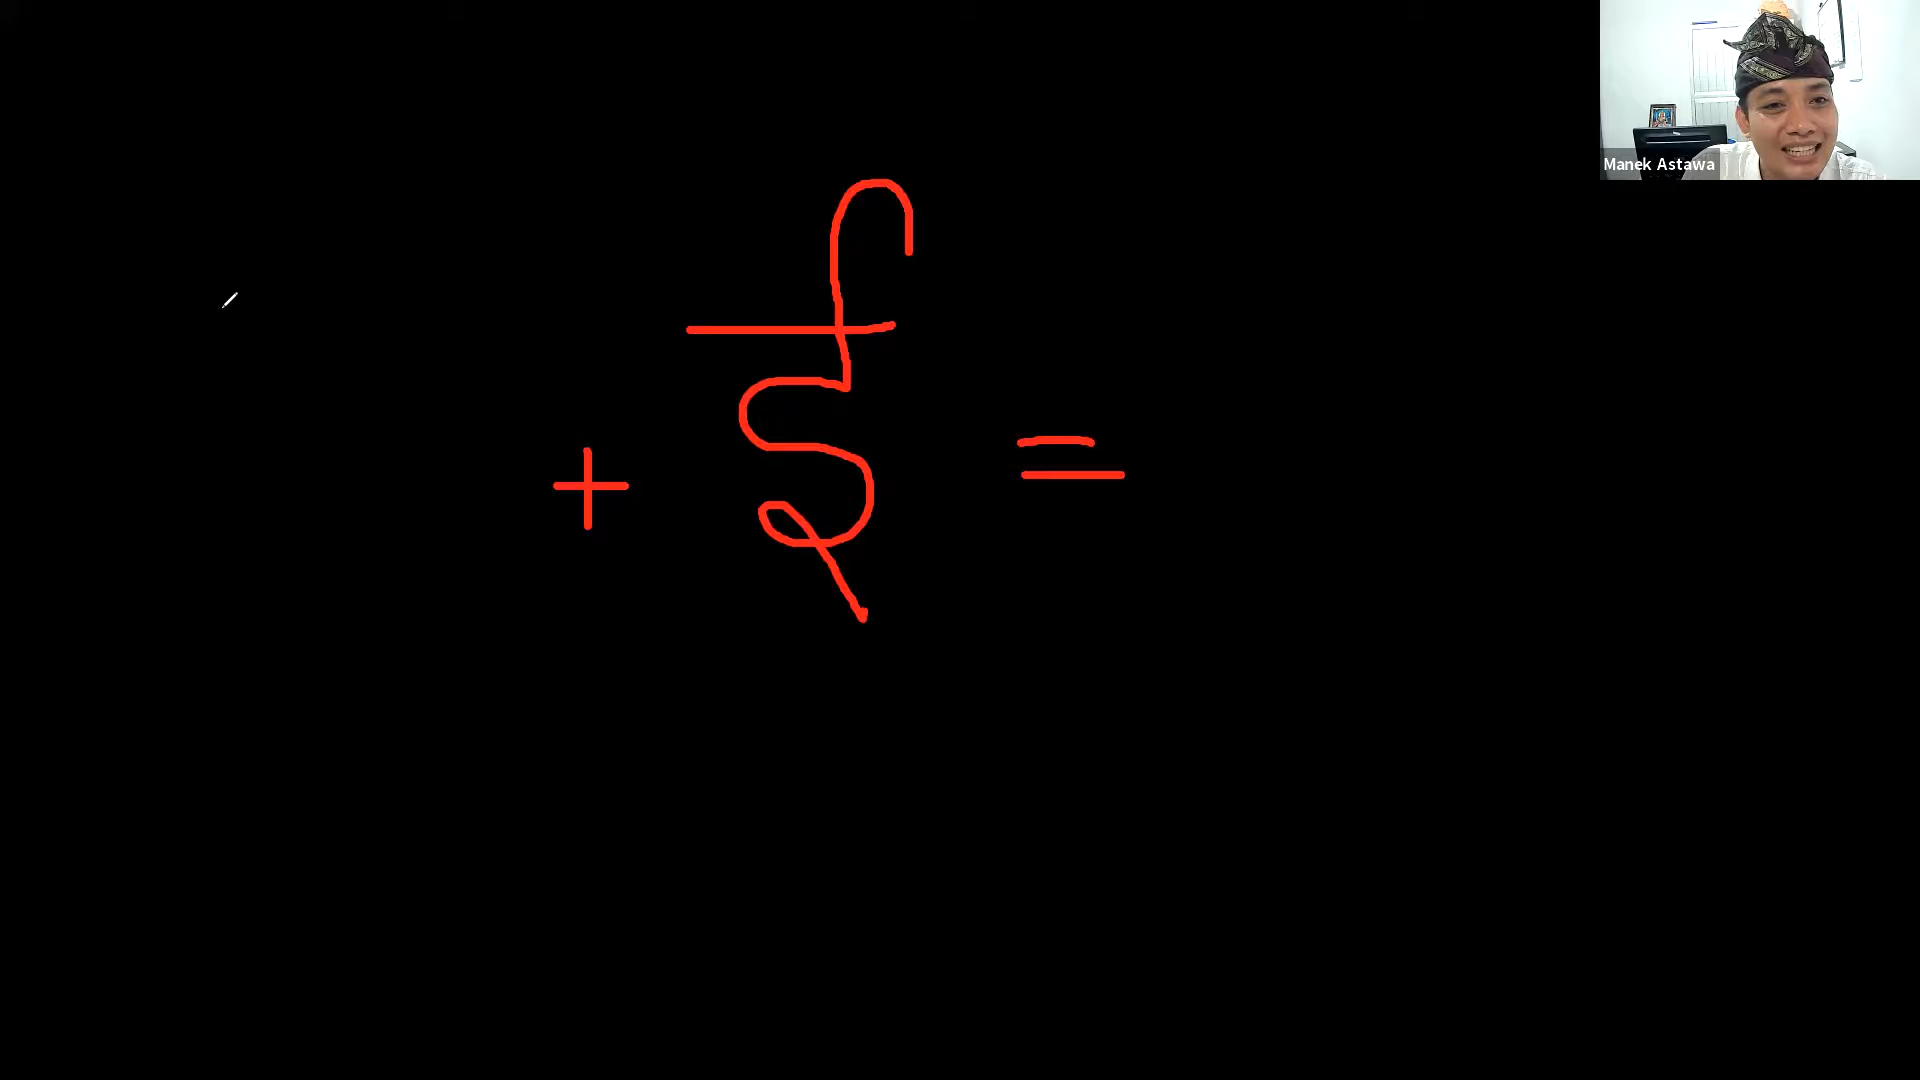 Manek Astawa
+ ई =